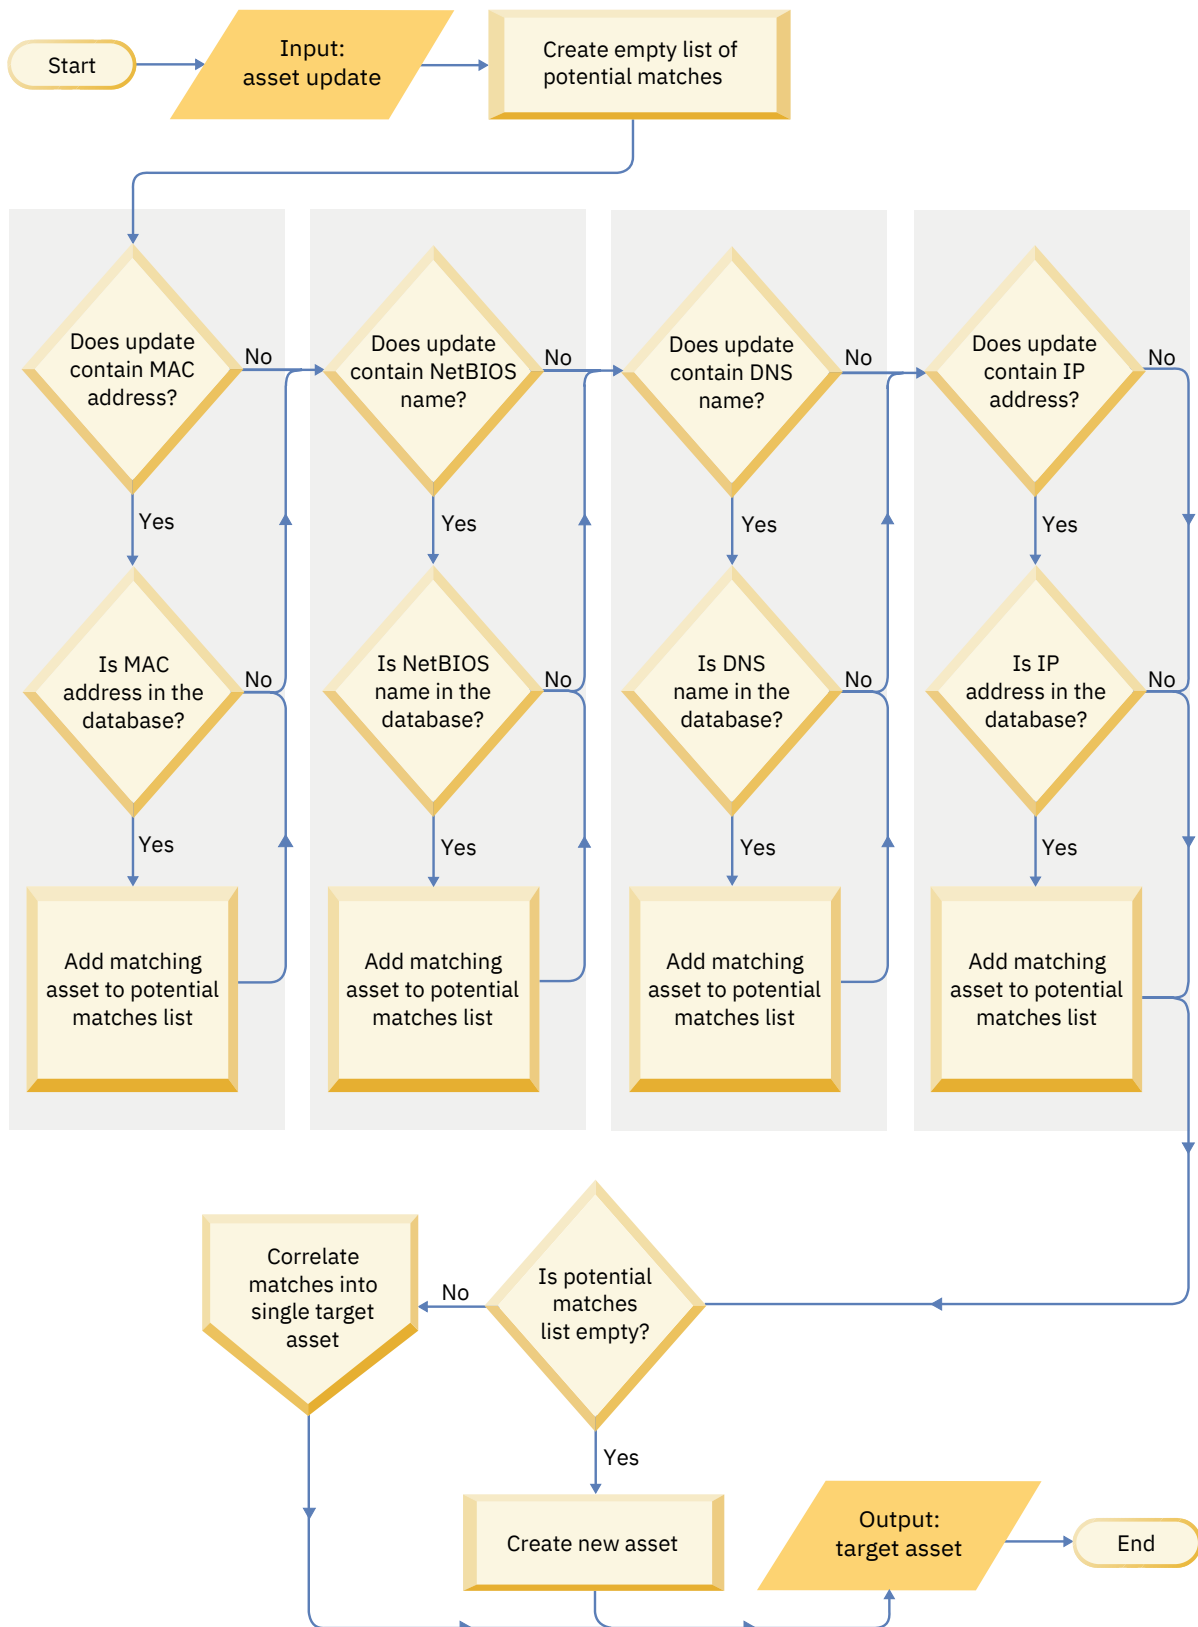 Start
Input:
asset update
Create empty list of
potential matches
Does update
contain MAC
address?
No
Yes
Is MAC
address in the
database?
No
Yes
Add matching
asset to potential
matches list
Does update
contain NetBIOS
name?
No
Yes
Is NetBIOS
name in the
database?
No
Yes
Add matching
asset to potential
matches list
Does update
contain DNS
name?
No
Yes
Is DNS
name in the
database?
No
Yes
Add matching
asset to potential
matches list
Does update
contain IP
address?
No
Yes
Is IP
address in the
database?
No
Yes
Add matching
asset to potential
matches list
Is potential
matches
list empty?
No
Correlate
matches into
single target
asset
Yes
Create new asset
Output:
target asset
End